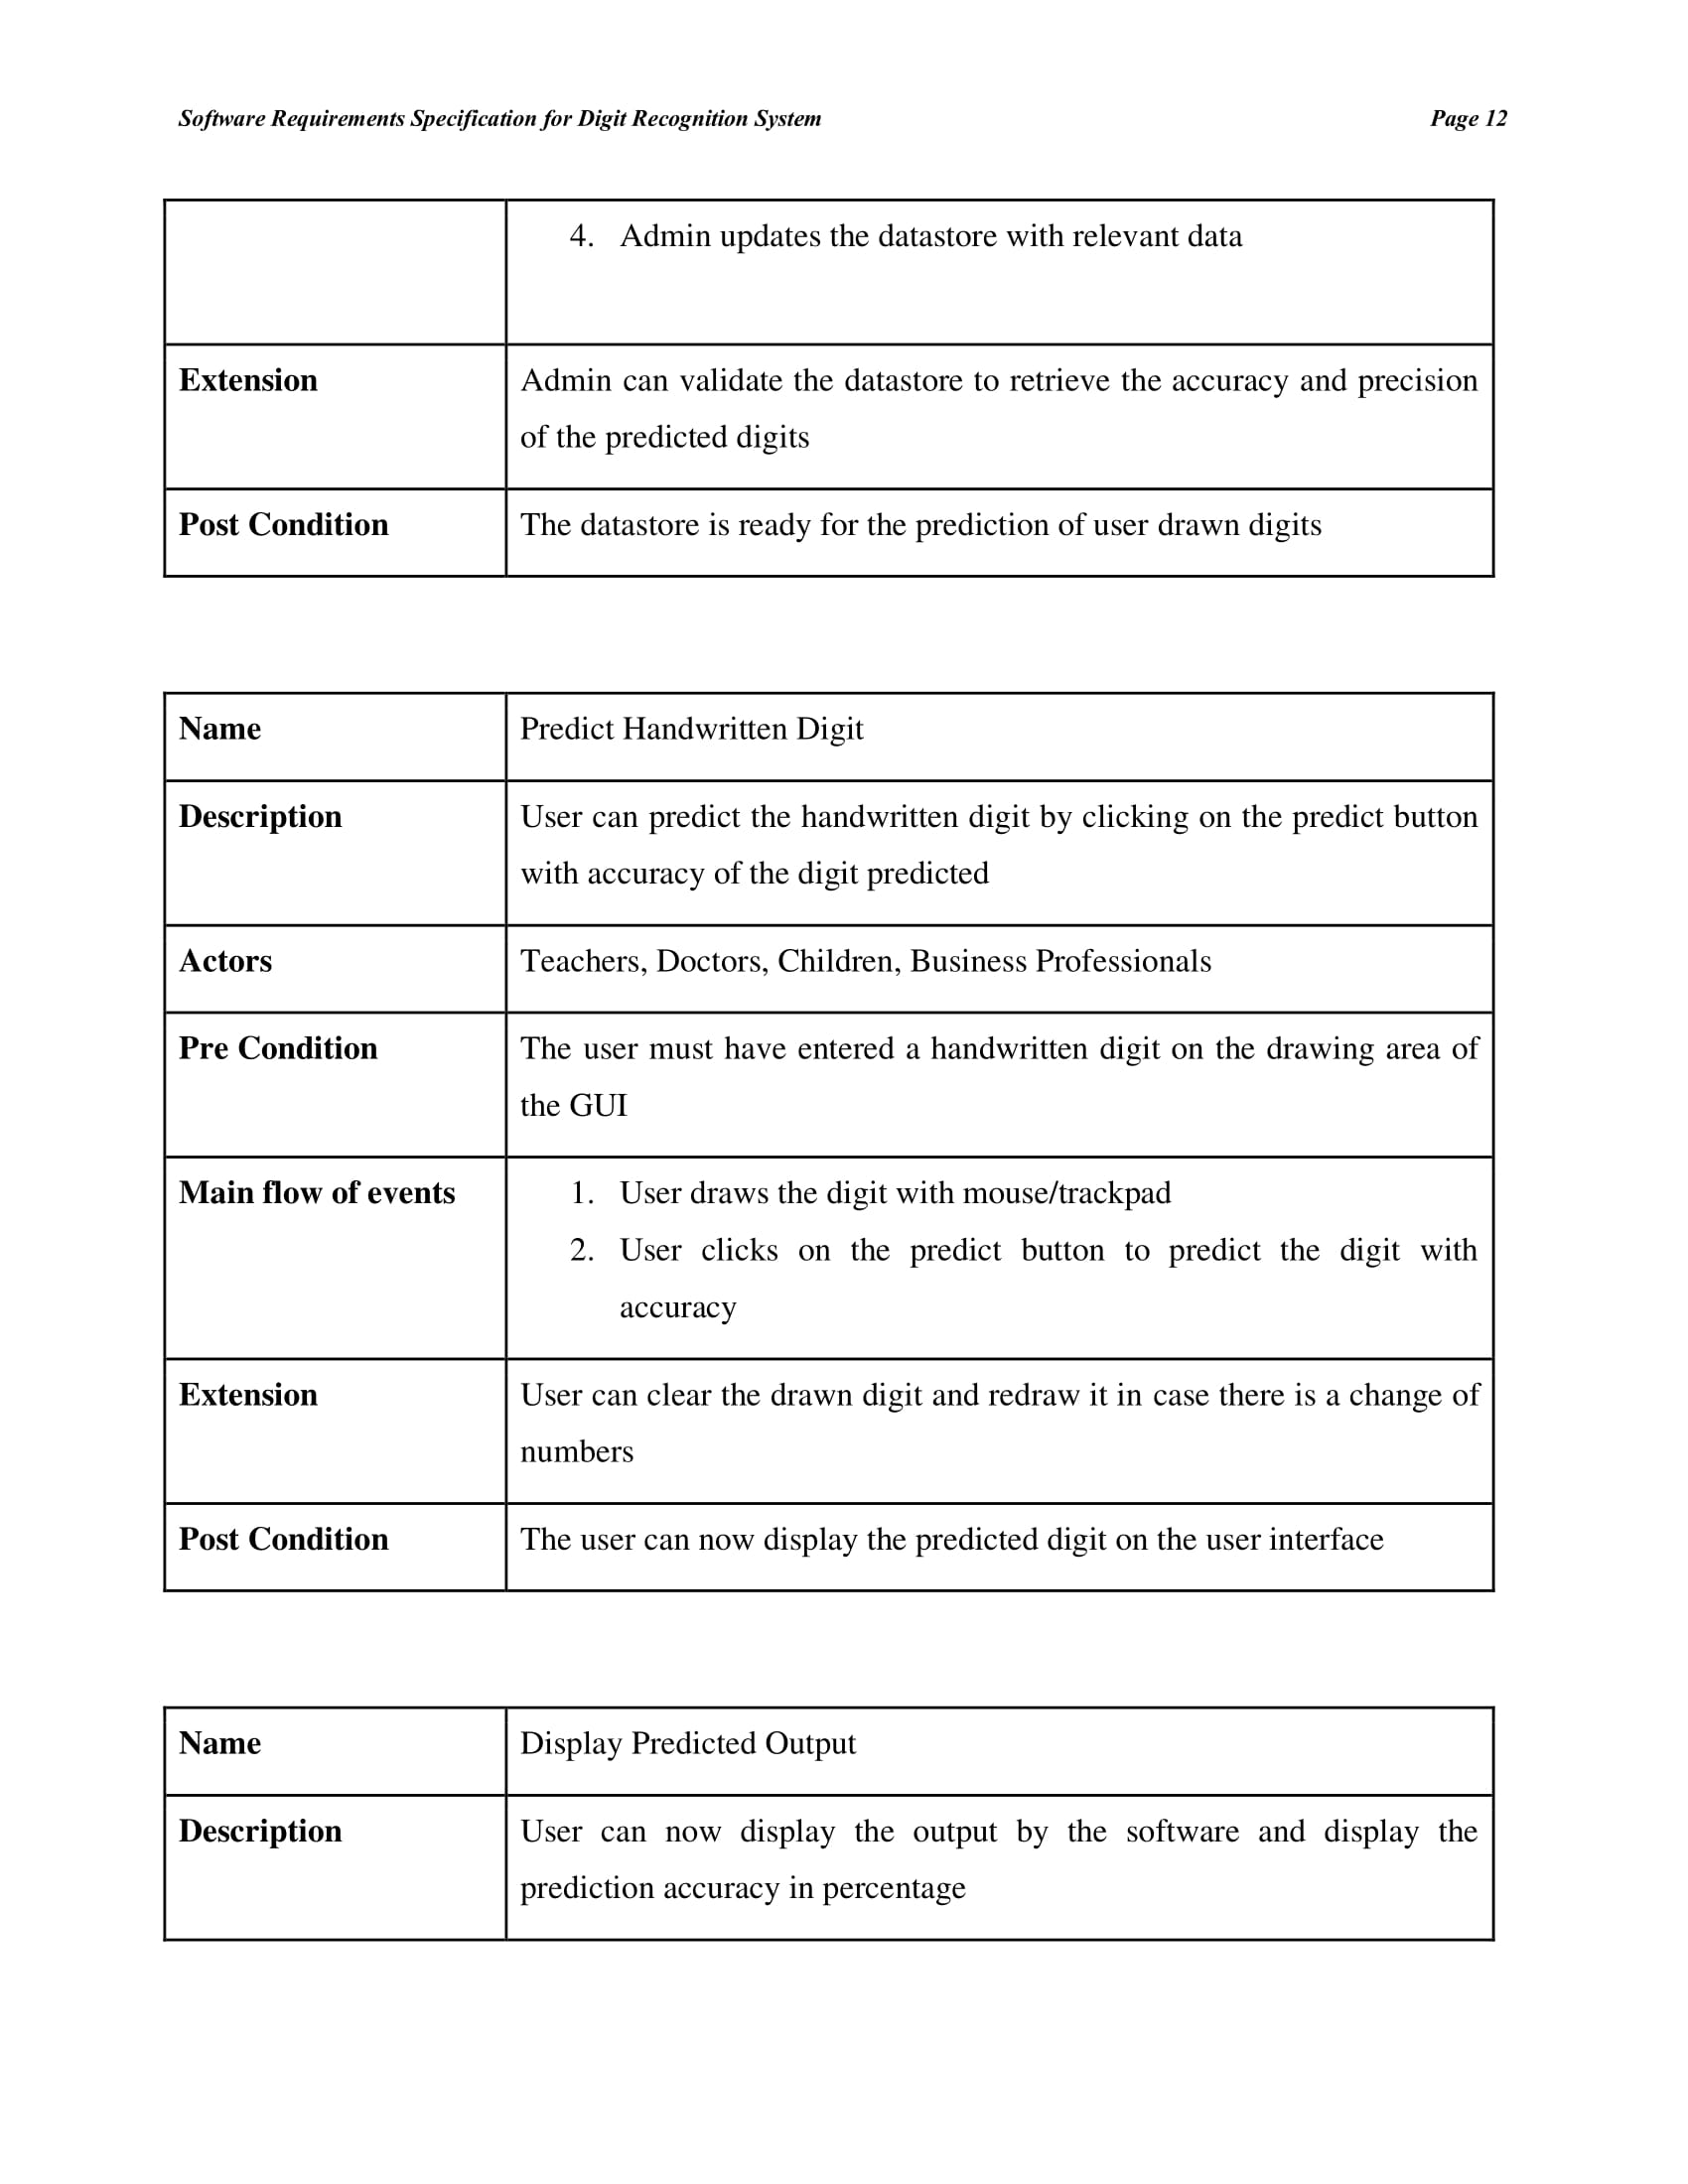 Software Requirements Specification for Digit Recognition System Page 12
4. Admin updates the datastore with relevant data
Extension
Admin can validate the datastore to retrieve the accuracy and precision
of the predicted digits
Post Condition
The datastore is ready for the prediction of user drawn digits
Name
Predict Handwritten Digit
Description
User can predict the handwritten digit by clicking on the predict button
with accuracy of the digit predicted
Actors
Teachers, Doctors, Children, Business Professionals
Pre Condition
The user must have entered a handwritten digit on the drawing area of
the GUI
Main flow of events
1. User draws the digit with mouse/trackpad
2. User clicks on the predict button to predict the digit with
accuracy
Extension
User can clear the drawn digit and redraw it in case there is a change of
numbers
Post Condition
The user can now display the predicted digit on the user interface
Name
Display Predicted Output
Description
User can now display the output by the software and display the
prediction accuracy in percentage